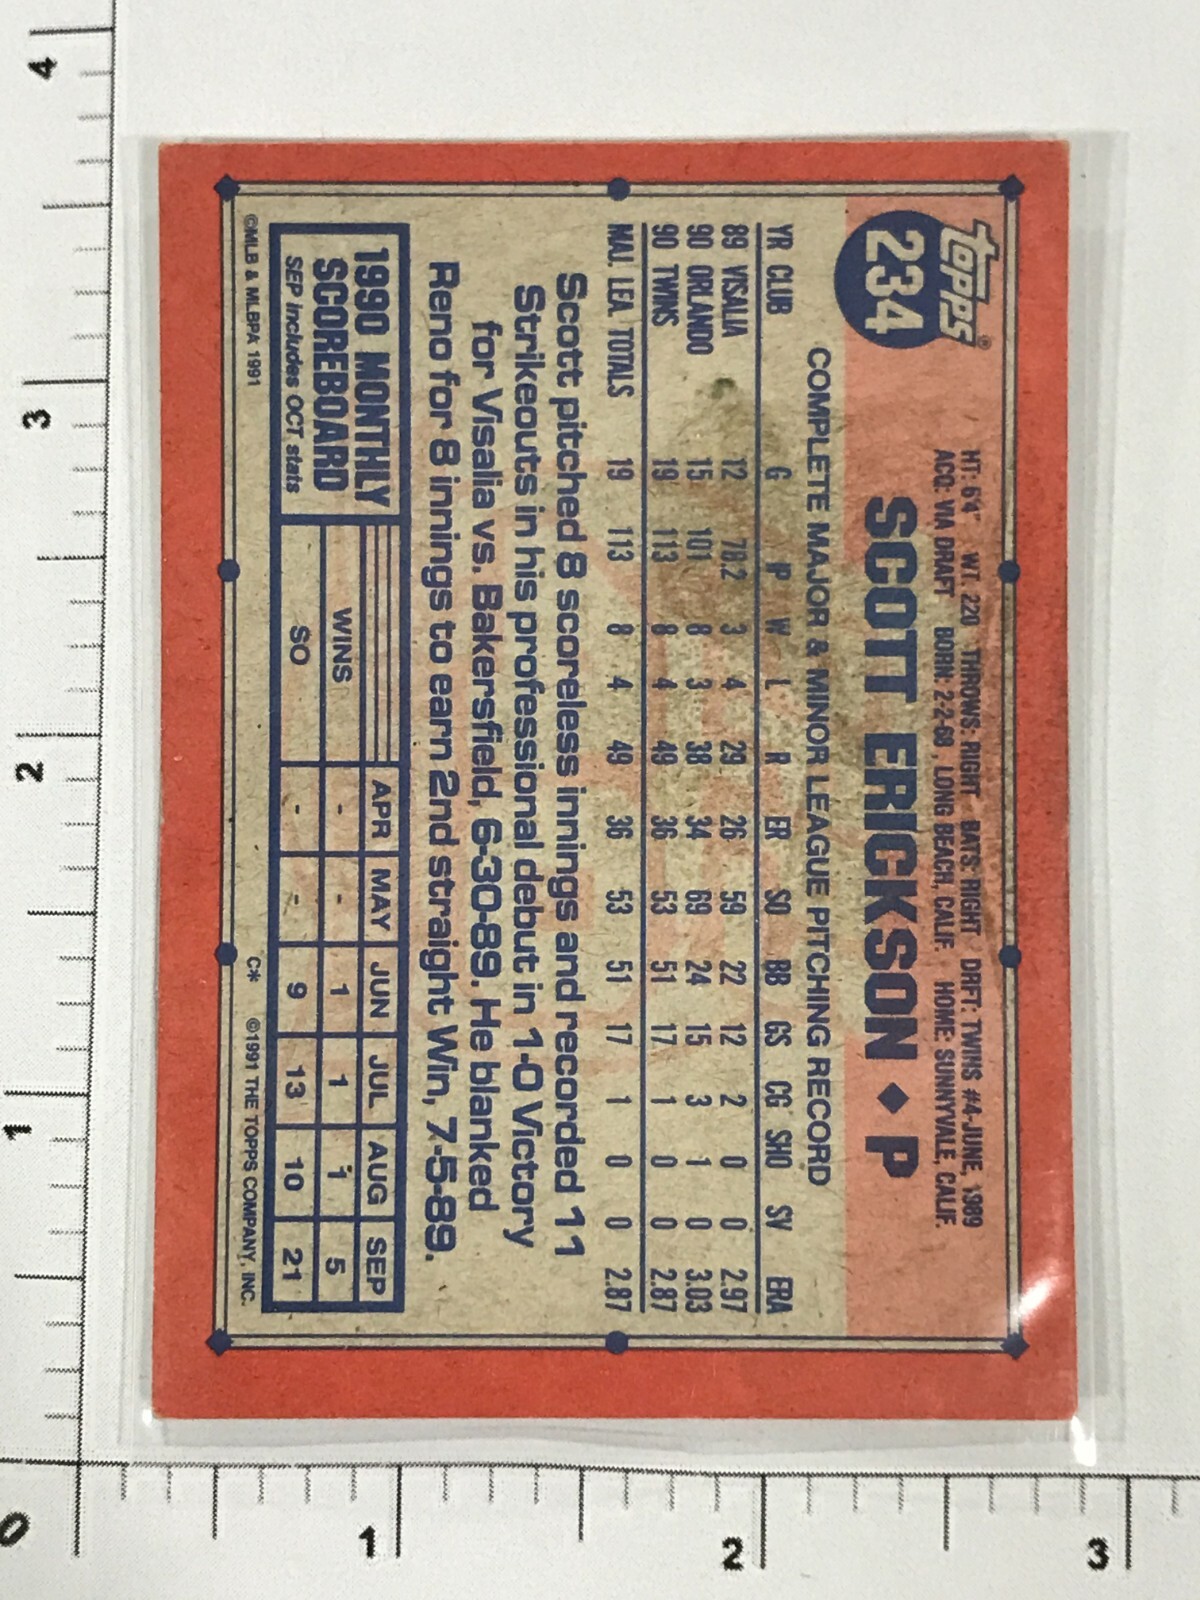 topps®
234
HT: 6'4" WT. 220 THROWS: RIGHT BATS: RIGHT DRFT: TWINS #4-JUNE, 1989
ACQ: VIA DRAFT BORN: 2-2-68, LONG BEACH, CALIF. HOME: SUNNYVALE, CALIF.
SCOTT ERICKSON ◆ P
COMPLETE MAJOR & MINOR LEAGUE PITCHING RECORD
YR CLUB G IP W L R ER SO BB GS CG SHO SV ERA
89 VISALIA 12 78.2 3 4 29 26 59 22 12 2 0 0 2.97
90 ORLANDO 15 101 8 3 38 34 69 24 15 3 1 0 3.03
90 TWINS 19 113 8 4 49 36 53 51 17 1 0 0 2.87
MAJ. LEA. TOTALS 19 113 8 4 49 36 53 51 17 1 0 0 2.87
Scott pitched 8 scoreless innings and recorded 11
Strikeouts in his professional debut in 1-0 Victory
for Visalia vs. Bakersfield, 6-30-89. He blanked
Reno for 8 innings to earn 2nd straight Win, 7-5-89.
1990 MONTHLY
SCOREBOARD
SEP includes OCT stats
APR MAY JUN JUL AUG SEP
WINS - - 1 1 1 5
SO - - 9 13 10 21
©MLB & MLBPA 1991 C* ©1991 THE TOPPS COMPANY, INC.
4
3
2
1
0
1
2
3